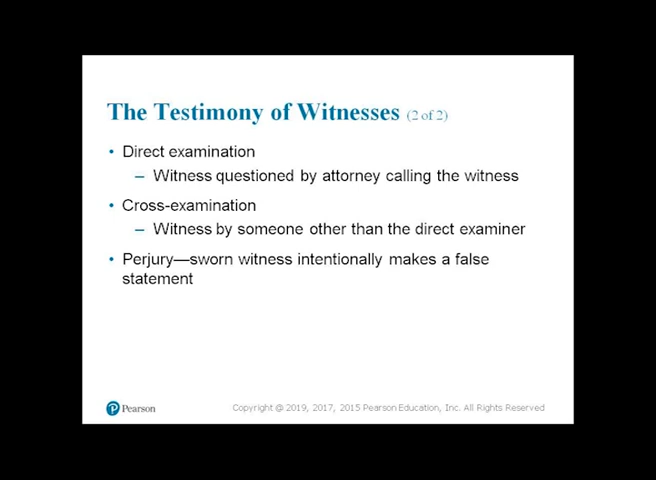 The Testimony of Witnesses (2 of 2)
• Direct examination
– Witness questioned by attorney calling the witness
• Cross-examination
– Witness by someone other than the direct examiner
• Perjury—sworn witness intentionally makes a false
statement
Pearson
Copyright @ 2019, 2017, 2015 Pearson Education, Inc. All Rights Reserved